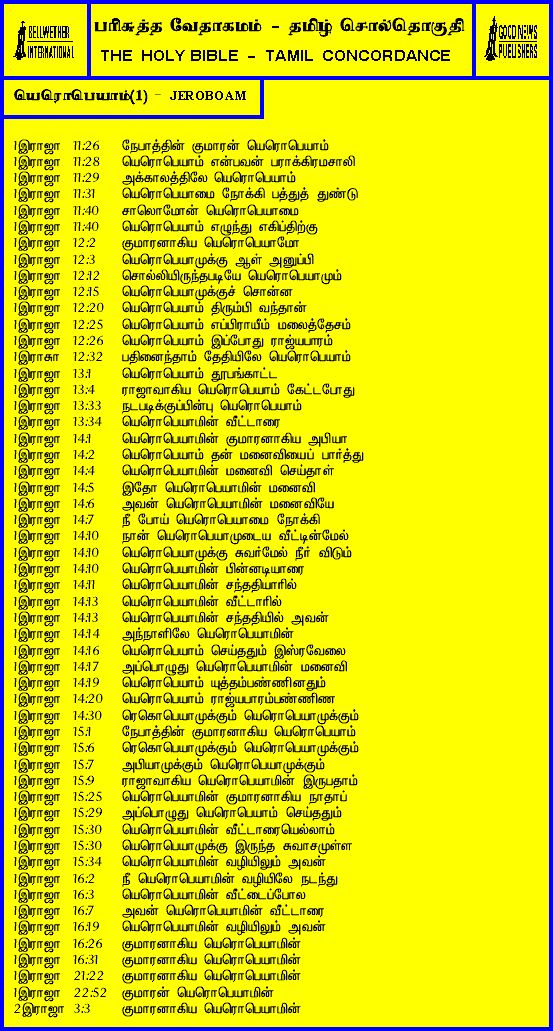 BELLWETHER
INTERNATIONAL
பரிசுத்த வேதாகமம் - தமிழ் சொல்தொகுதி
THE HOLY BIBLE - TAMIL CONCORDANCE
GOOD NEWS
PUBLISHERS
யெரொபெயாம்(1) - JEROBOAM
1இராஜா 11:26 நேபாத்தின் குமாரன் யெரொபெயாம்
1இராஜா 11:28 யெரொபெயாம் என்பவன் பராக்கிரமசாலி
1இராஜா 11:29 அக்காலத்திலே யெரொபெயாம்
1இராஜா 11:31 யெரொபெயாமை நோக்கி பத்துத் துண்டு
1இராஜா 11:40 சாலொமோன் யெரொபெயாமை
1இராஜா 11:40 யெரொபெயாம் எழுந்து எகிப்திற்கு
1இராஜா 12:2 குமாரனாகிய யெரொபெயாமோ
1இராஜா 12:3 யெரொபெயாமுக்கு ஆள் அனுப்பி
1இராஜா 12:12 சொல்லியிருந்தபடியே யெரொபெயாமும்
1இராஜா 12:15 யெரொபெயாமுக்குச் சொன்ன
1இராஜா 12:20 யெரொபெயாம் திரும்பி வந்தான்
1இராஜா 12:25 யெரொபெயாம் எப்பிராயீம் மலைத்தேசம்
1இராஜா 12:26 யெரொபெயாம் இப்போது ராஜ்யபாரம்
1இராசா 12:32 பதினைந்தாம் தேதியிலே யெரொபெயாம்
1இராஜா 13:1 யெரொபெயாம் தூபங்காட்ட
1இராஜா 13:4 ராஜாவாகிய யெரொபெயாம் கேட்டபோது
1இராஜா 13:33 நடபடிக்குப்பின்பு யெரொபெயாம்
1இராஜா 13:34 யெரொபெயாமின் வீட்டாரை
1இராஜா 14:1 யெரொபெயாமின் குமாரனாகிய அபியா
1இராஜா 14:2 யெரொபெயாம் தன் மனைவியைப் பார்த்து
1இராஜா 14:4 யெரொபெயாமின் மனைவி செய்தாள்
1இராஜா 14:5 இதோ யெரொபெயாமின் மனைவி
1இராஜா 14:6 அவன் யெரொபெயாமின் மனைவியே
1இராஜா 14:7 நீ போய் யெரொபெயாமை நோக்கி
1இராஜா 14:10 நான் யெரொபெயாமுடைய வீட்டின்மேல்
1இராஜா 14:10 யெரொபெயாமுக்கு சுவர்மேல் நீர் விடும்
1இராஜா 14:10 யெரொபெயாமின் பின்னடியாரை
1இராஜா 14:11 யெரொபெயாமின் சந்ததியாரில்
1இராஜா 14:13 யெரொபெயாமின் வீட்டாரில்
1இராஜா 14:13 யெரொபெயாமின் சந்ததியில் அவன்
1இராஜா 14:14 அந்நாளிலே யெரொபெயாமின்
1இராஜா 14:16 யெரொபெயாம் செய்ததும் இஸ்ரவேலை
1இராஜா 14:17 அப்பொழுது யெரொபெயாமின் மனைவி
1இராஜா 14:19 யெரொபெயாம் யுத்தம்பண்ணினதும்
1இராஜா 14:20 யெரொபெயாம் ராஜ்யபாரம்பண்ணிண
1இராஜா 14:30 ரெகொபெயாமுக்கும் யெரொபெயாமுக்கும்
1இராஜா 15:1 நேபாத்தின் குமாரனாகிய யெரொபெயாம்
1இராஜா 15:6 ரெகொபெயாமுக்கும் யெரொபெயாமுக்கும்
1இராஜா 15:7 அபியாமுக்கும் யெரொபெயாமுக்கும்
1இராஜா 15:9 ராஜாவாகிய யெரொபெயாமின் இருபதாம்
1இராஜா 15:25 யெரொபெயாமின் குமாரனாகிய நாதாப்
1இராஜா 15:29 அப்பொழுது யெரொபெயாம் செய்ததும்
1இராஜா 15:30 யெரொபெயாமின் வீட்டாரையெல்லாம்
1இராஜா 15:30 யெரொபெயாமுக்கு இருந்த சுவாசமுள்ள
1இராஜா 15:34 யெரொபெயாமின் வழியிலும் அவன்
1இராஜா 16:2 நீ யெரொபெயாமின் வழியிலே நடந்து
1இராஜா 16:3 யெரொபெயாமின் வீட்டைப்போல
1இராஜா 16:7 அவன் யெரொபெயாமின் வீட்டாரை
1இராஜா 16:19 யெரொபெயாமின் வழியிலும் அவன்
1இராஜா 16:26 குமாரனாகிய யெரொபெயாமின்
1இராஜா 16:31 குமாரனாகிய யெரொபெயாமின்
1இராஜா 21:22 குமாரனாகிய யெரொபெயாமின்
1இராஜா 22:52 குமாரன் யெரொபெயாமின்
2இராஜா 3:3 குமாரனாகிய யெரொபெயாமின்